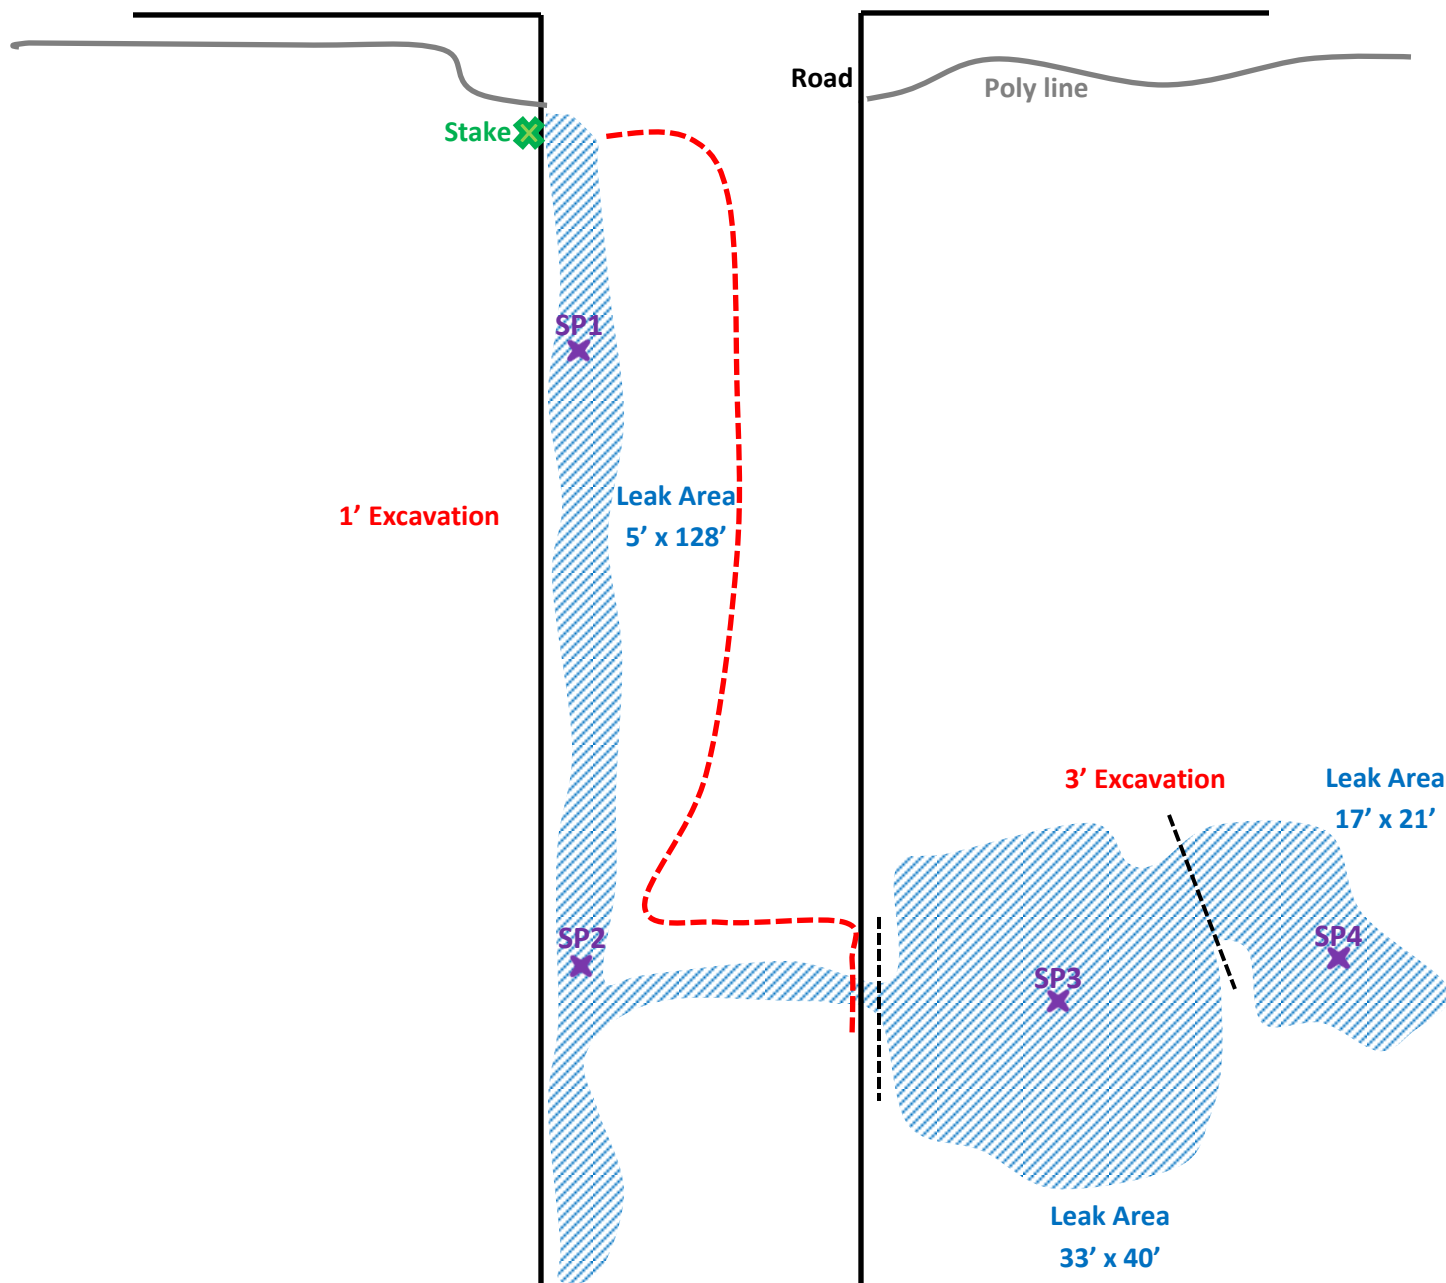 Road
Poly line
Stake
SP1
Leak Area
5’ x 128’
1’ Excavation
3’ Excavation
Leak Area
17’ x 21’
SP2
SP4
SP3
Leak Area
33’ x 40’